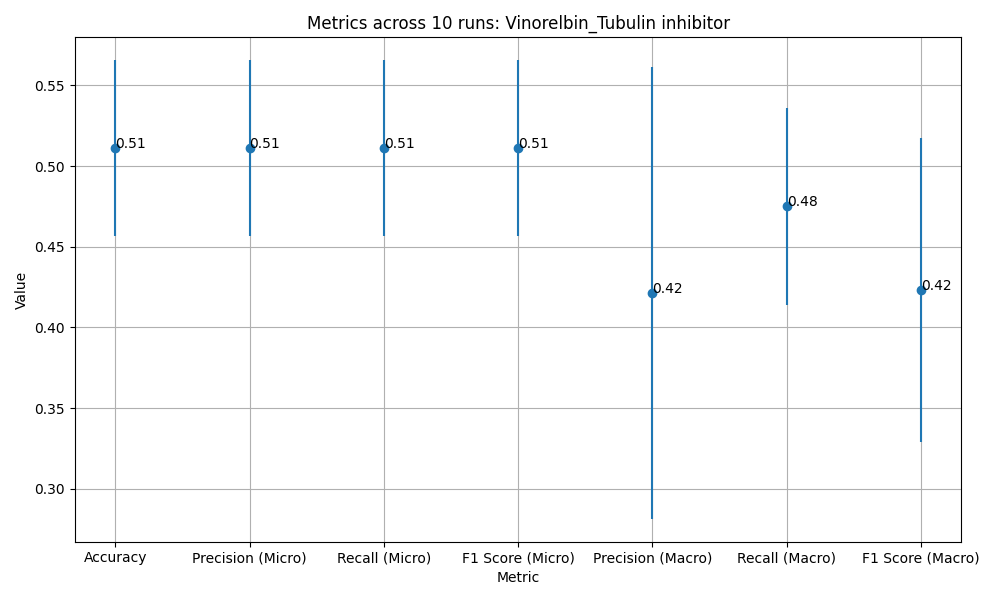 Metrics across 10 runs: Vinorelbin_Tubulin inhibitor
Value
0.55
0.50
0.45
0.40
0.35
0.30
0.51
0.51
0.51
0.51
0.42
0.48
0.42
Accuracy
Precision (Micro)
Recall (Micro)
F1 Score (Micro)
Precision (Macro)
Recall (Macro)
F1 Score (Macro)
Metric